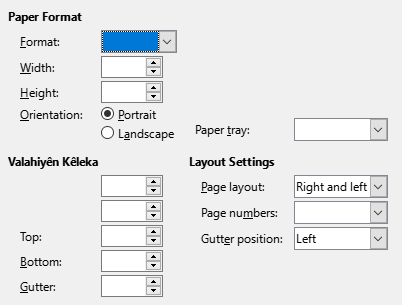 Paper Format
Format:
Width:
Height:
Orientation: Portrait
Landscape
Paper tray:
Valahiyên Kêleka
Layout Settings
Page layout: Right and left
Page numbers:
Top:
Gutter position: Left
Bottom:
Gutter: